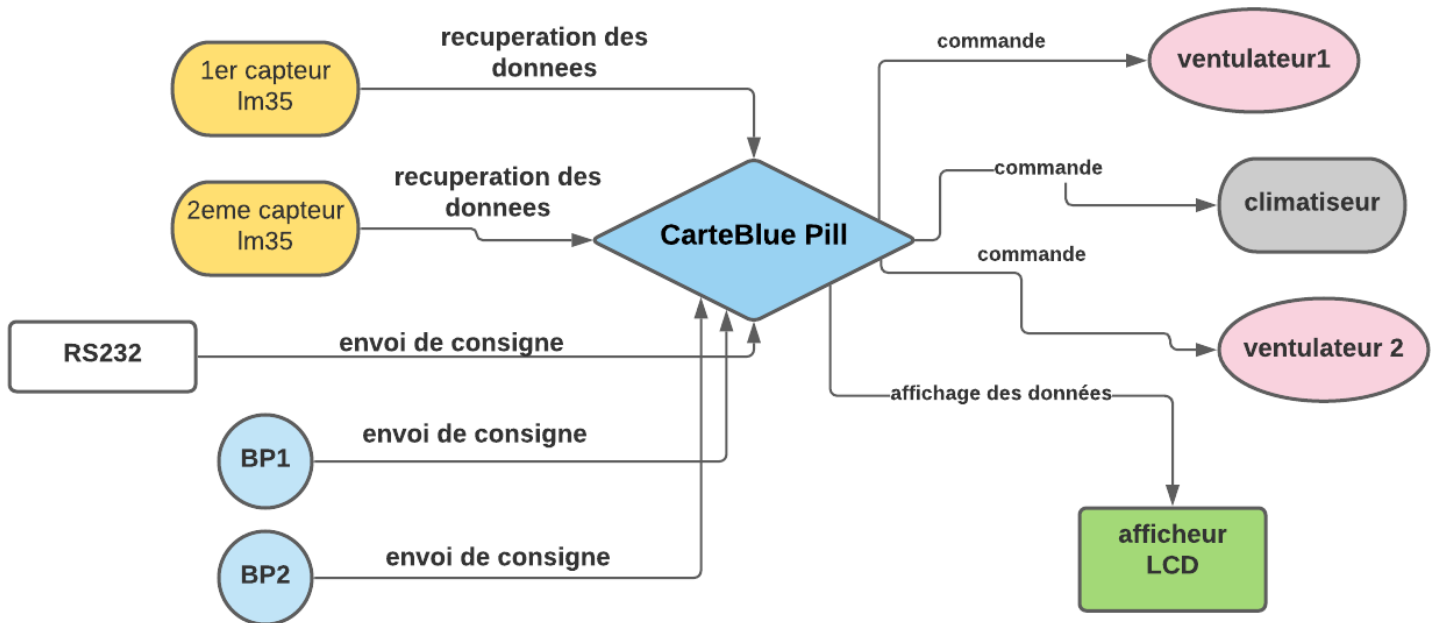 recuperation des
donnees
commande
1er capteur
lm35
ventulateur1
recuperation des
donnees
commande
2eme capteur
lm35
CarteBlue Pill
climatiseur
commande
RS232
envoi de consigne
ventulateur 2
affichage des données
envoi de consigne
BP1
afficheur
LCD
envoi de consigne
BP2